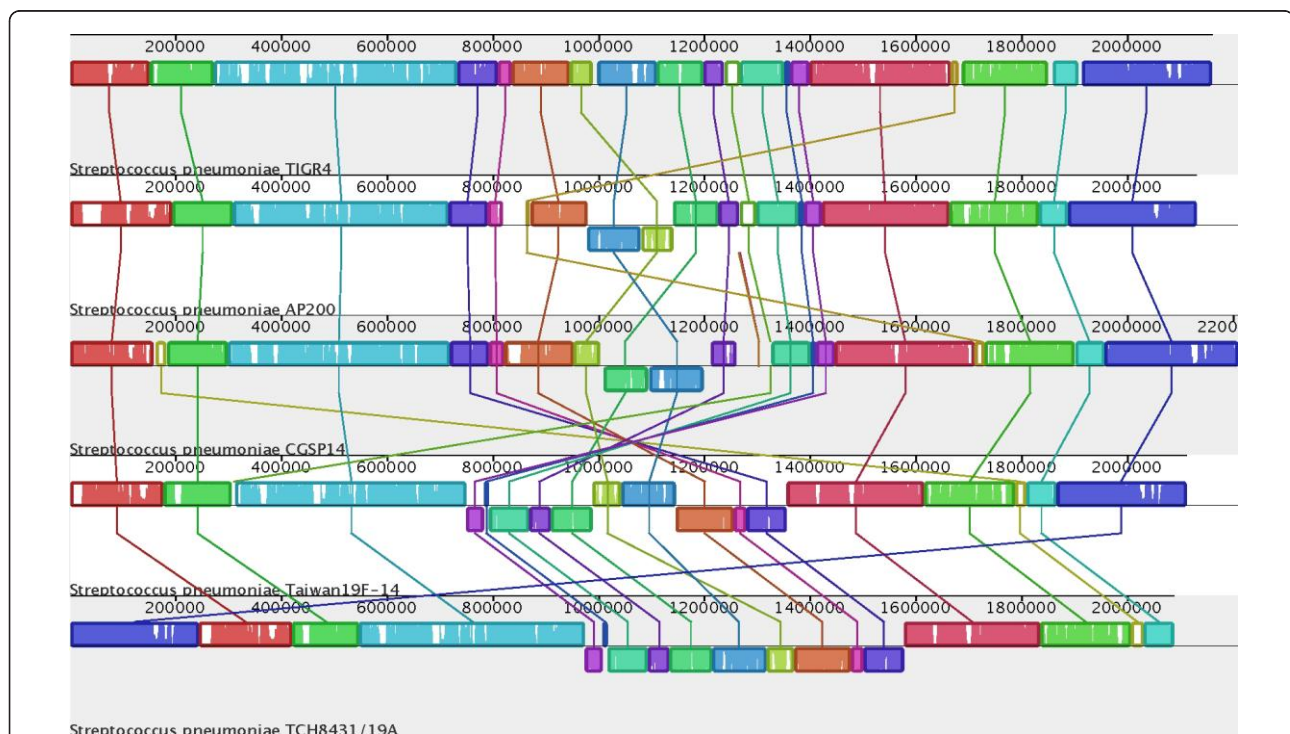 200000 400000 600000 800000 1000000 1200000 1400000 1600000 1800000 2000000
Streptococcus pneumoniae TIGR4
200000 400000 600000 800000 1000000 1200000 1400000 1600000 1800000 2000000
Streptococcus pneumoniae AP200
200000 400000 600000 800000 1000000 1200000 1400000 1600000 1800000 2000000 2200
Streptococcus pneumoniae CGSP14
200000 400000 600000 800000 1000000 1200000 1400000 1600000 1800000 2000000
Streptococcus pneumoniae Taiwan19F-14
200000 400000 600000 800000 1000000 1200000 1400000 1600000 1800000 2000000
Streptococcus pneumoniae TCH8431/19A